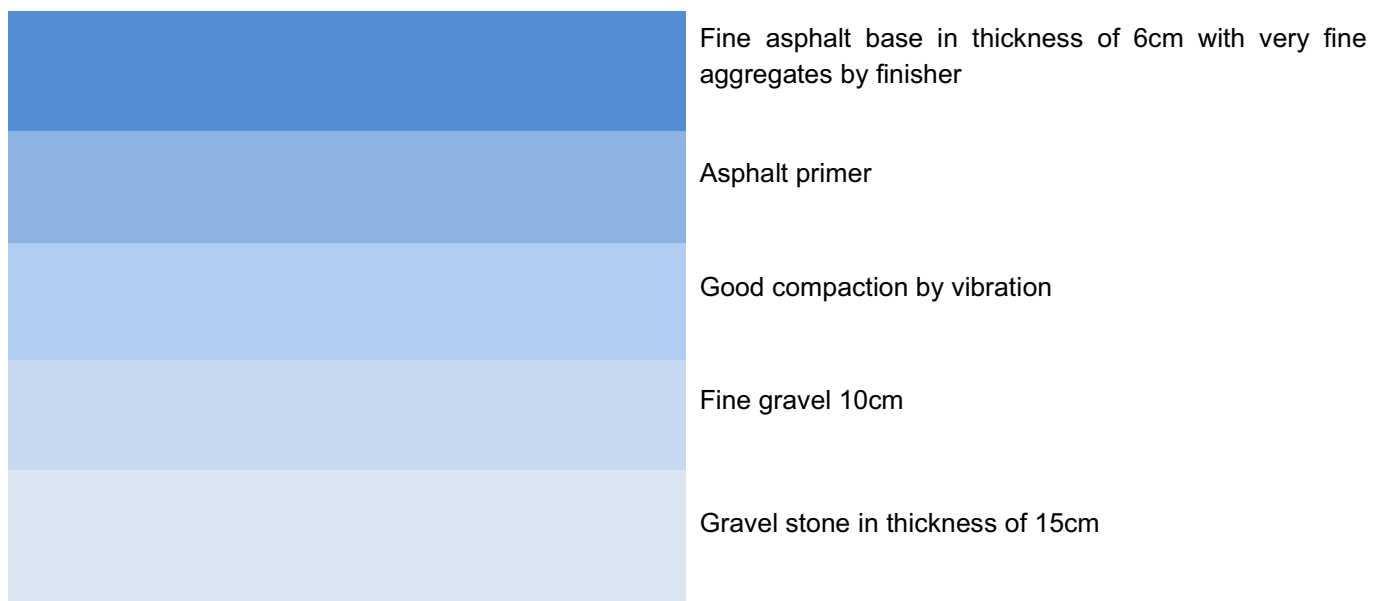 Fine asphalt base in thickness of 6cm with very fine
aggregates by finisher
Asphalt primer
Good compaction by vibration
Fine gravel 10cm
Gravel stone in thickness of 15cm